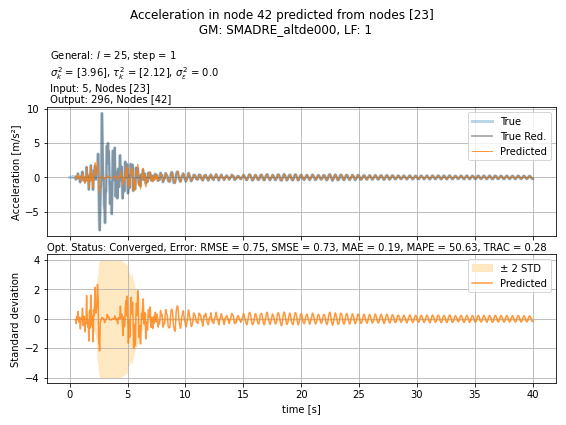 Acceleration in node 42 predicted from nodes [23]
GM: SMADRE_altde000, LF: 1
General: l = 25, step = 1
σ²ₖ = [3.96], τ²ₖ = [2.12], σ²ε = 0.0
Input: 5, Nodes [23]
Output: 296, Nodes [42]
10
5
0
−5
Acceleration [m/s²]
True
True Red.
Predicted
Opt. Status: Converged, Error: RMSE = 0.75, SMSE = 0.73, MAE = 0.19, MAPE = 50.63, TRAC = 0.28
4
2
0
−2
−4
Standard deviation
± 2 STD
Predicted
0 5 10 15 20 25 30 35 40
time [s]